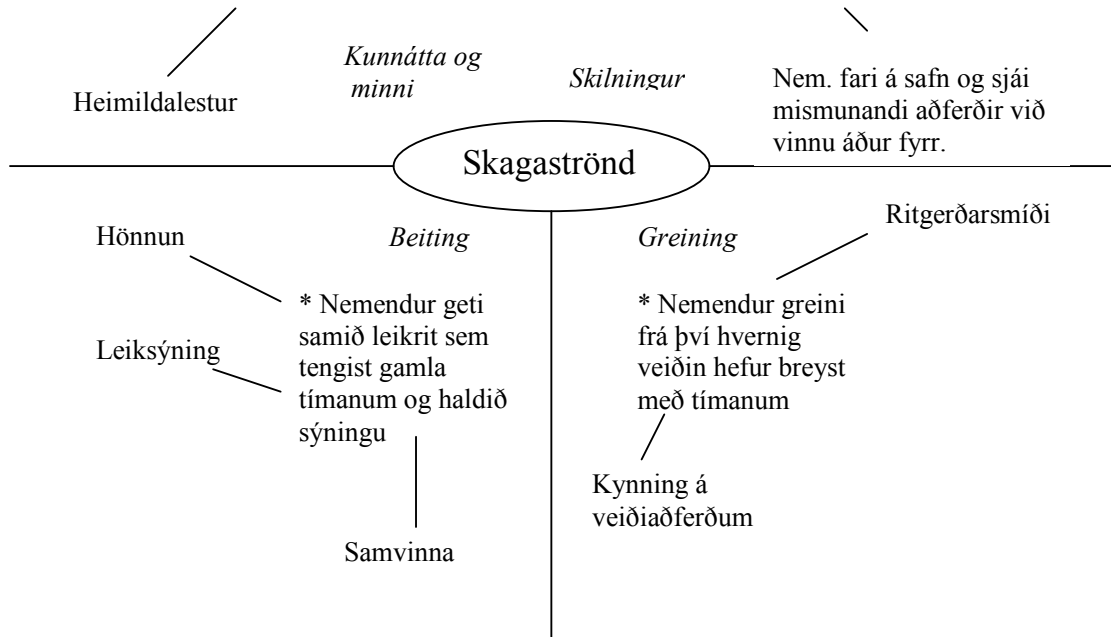 Kunnátta og
minni
Skilningur
Heimildalestur
Nem. fari á safn og sjái
mismunandi aðferðir við
vinnu áður fyrr.
Skagaströnd
Hönnun
Beiting
Greining
Ritgerðarsmíði
* Nemendur geti
samið leikrit sem
tengist gamla
tímanum og haldið
sýningu
Leiksýning
Samvinna
* Nemendur greini
frá því hvernig
veiðin hefur breyst
með tímanum
Kynning á
veiðiaðferðum